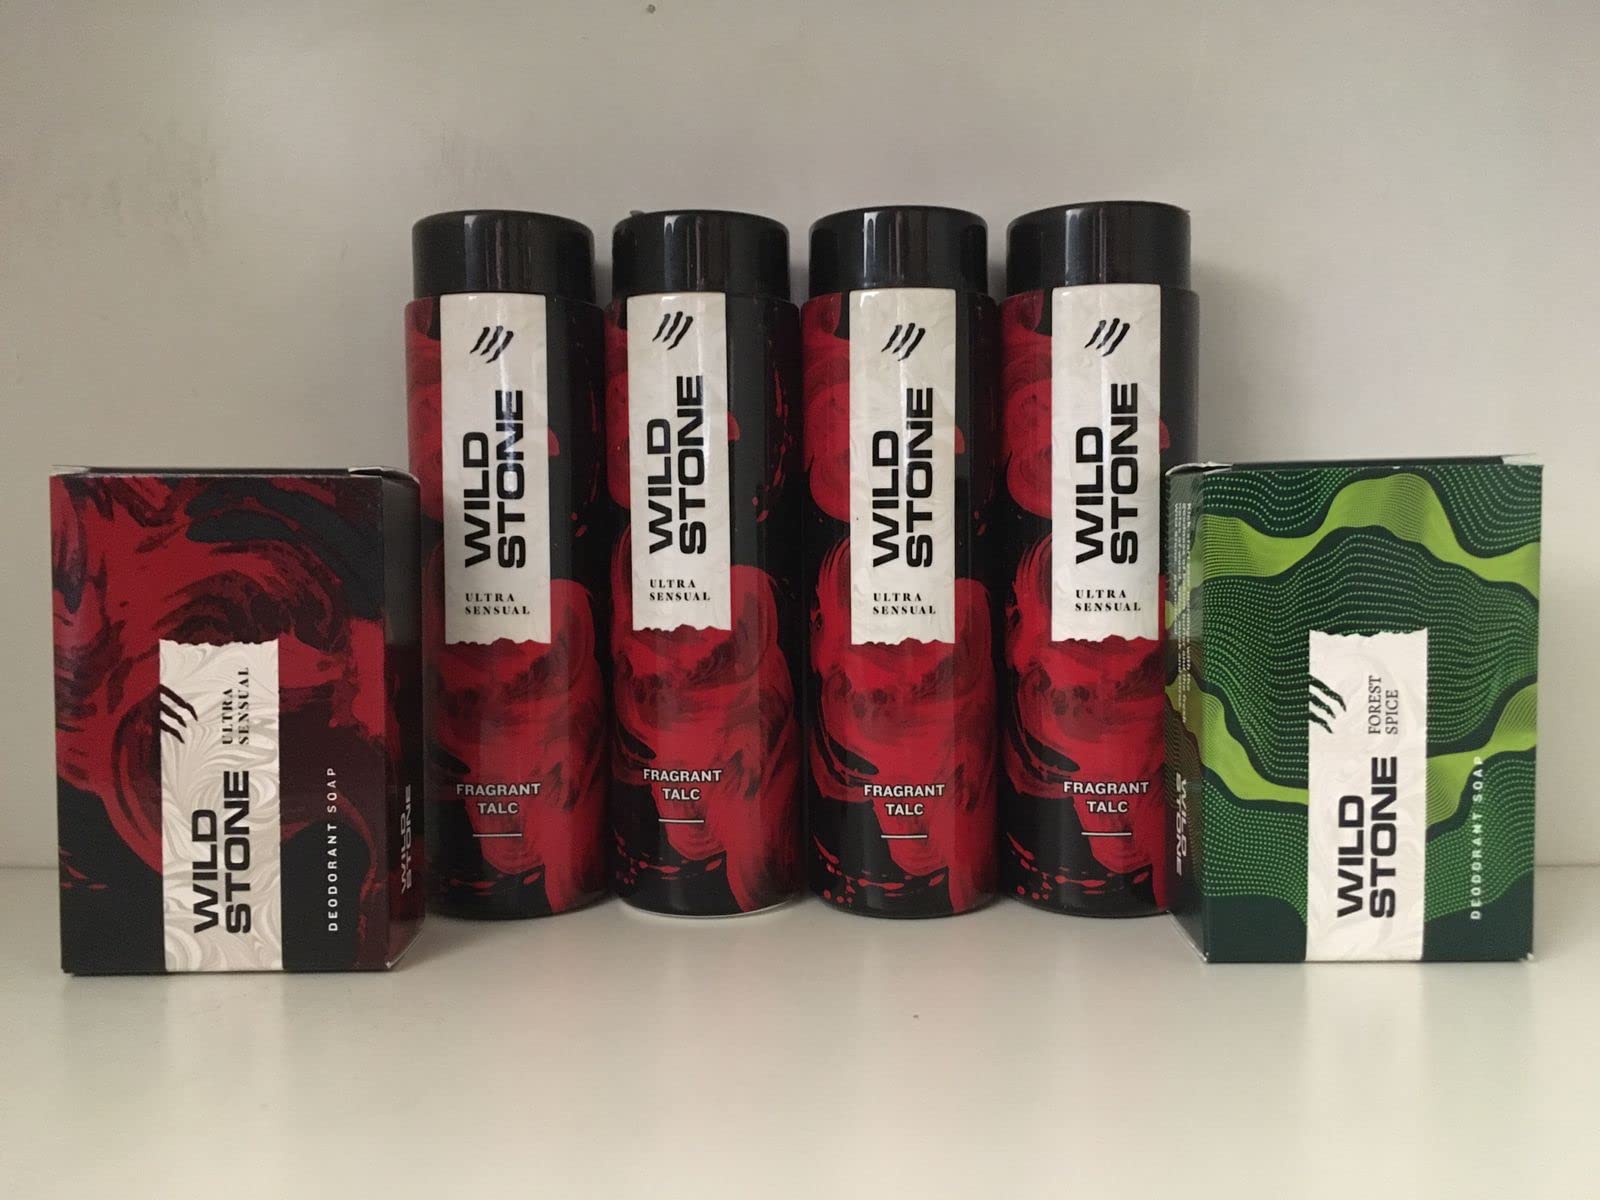 WILD
STONE
ULTRA
SENSUAL
DEODORANT SOAP
WILD
STONE
WILD
STONE
ULTRA
SENSUAL
FRAGRANT
TALC
WILD
STONE
ULTRA
SENSUAL
FRAGRANT
TALC
WILD
STONE
ULTRA
SENSUAL
FRAGRANT
TALC
WILD
STONE
ULTRA
SENSUAL
FRAGRANT
TALC
WILD
STONE
WILD
STONE
FOREST
SPICE
DEODORANT SOAP